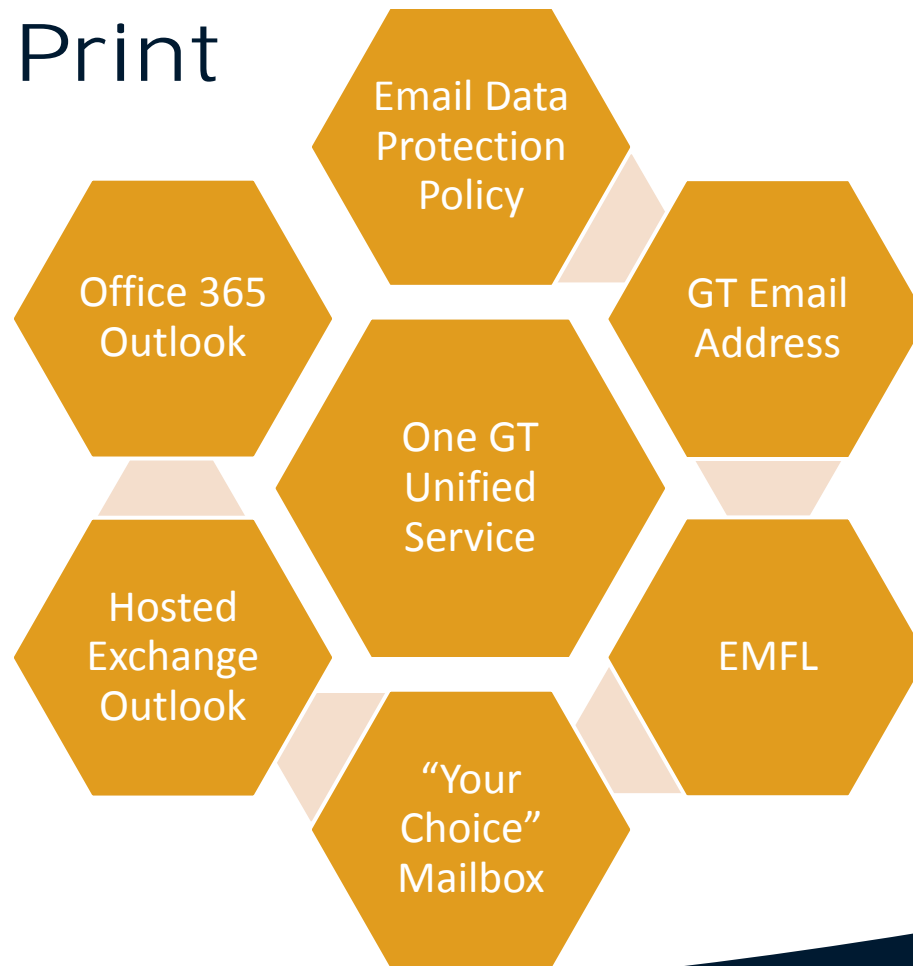 Print
Email Data
Protection
Policy
Office 365
Outlook
GT Email
Address
One GT
Unified
Service
Hosted
Exchange
Outlook
EMFL
“Your
Choice”
Mailbox